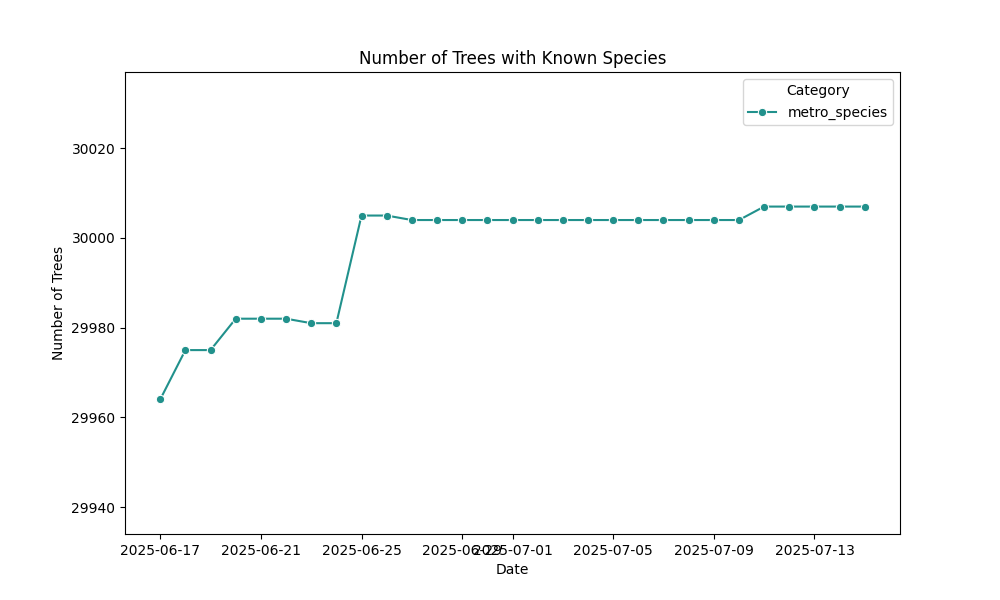 Number of Trees with Known Species
Category
metro_species
30020
30000
29980
29960
29940
Number of Trees
2025-06-17
2025-06-21
2025-06-25
2025-06-29
2025-07-01
2025-07-05
2025-07-09
2025-07-13
Date